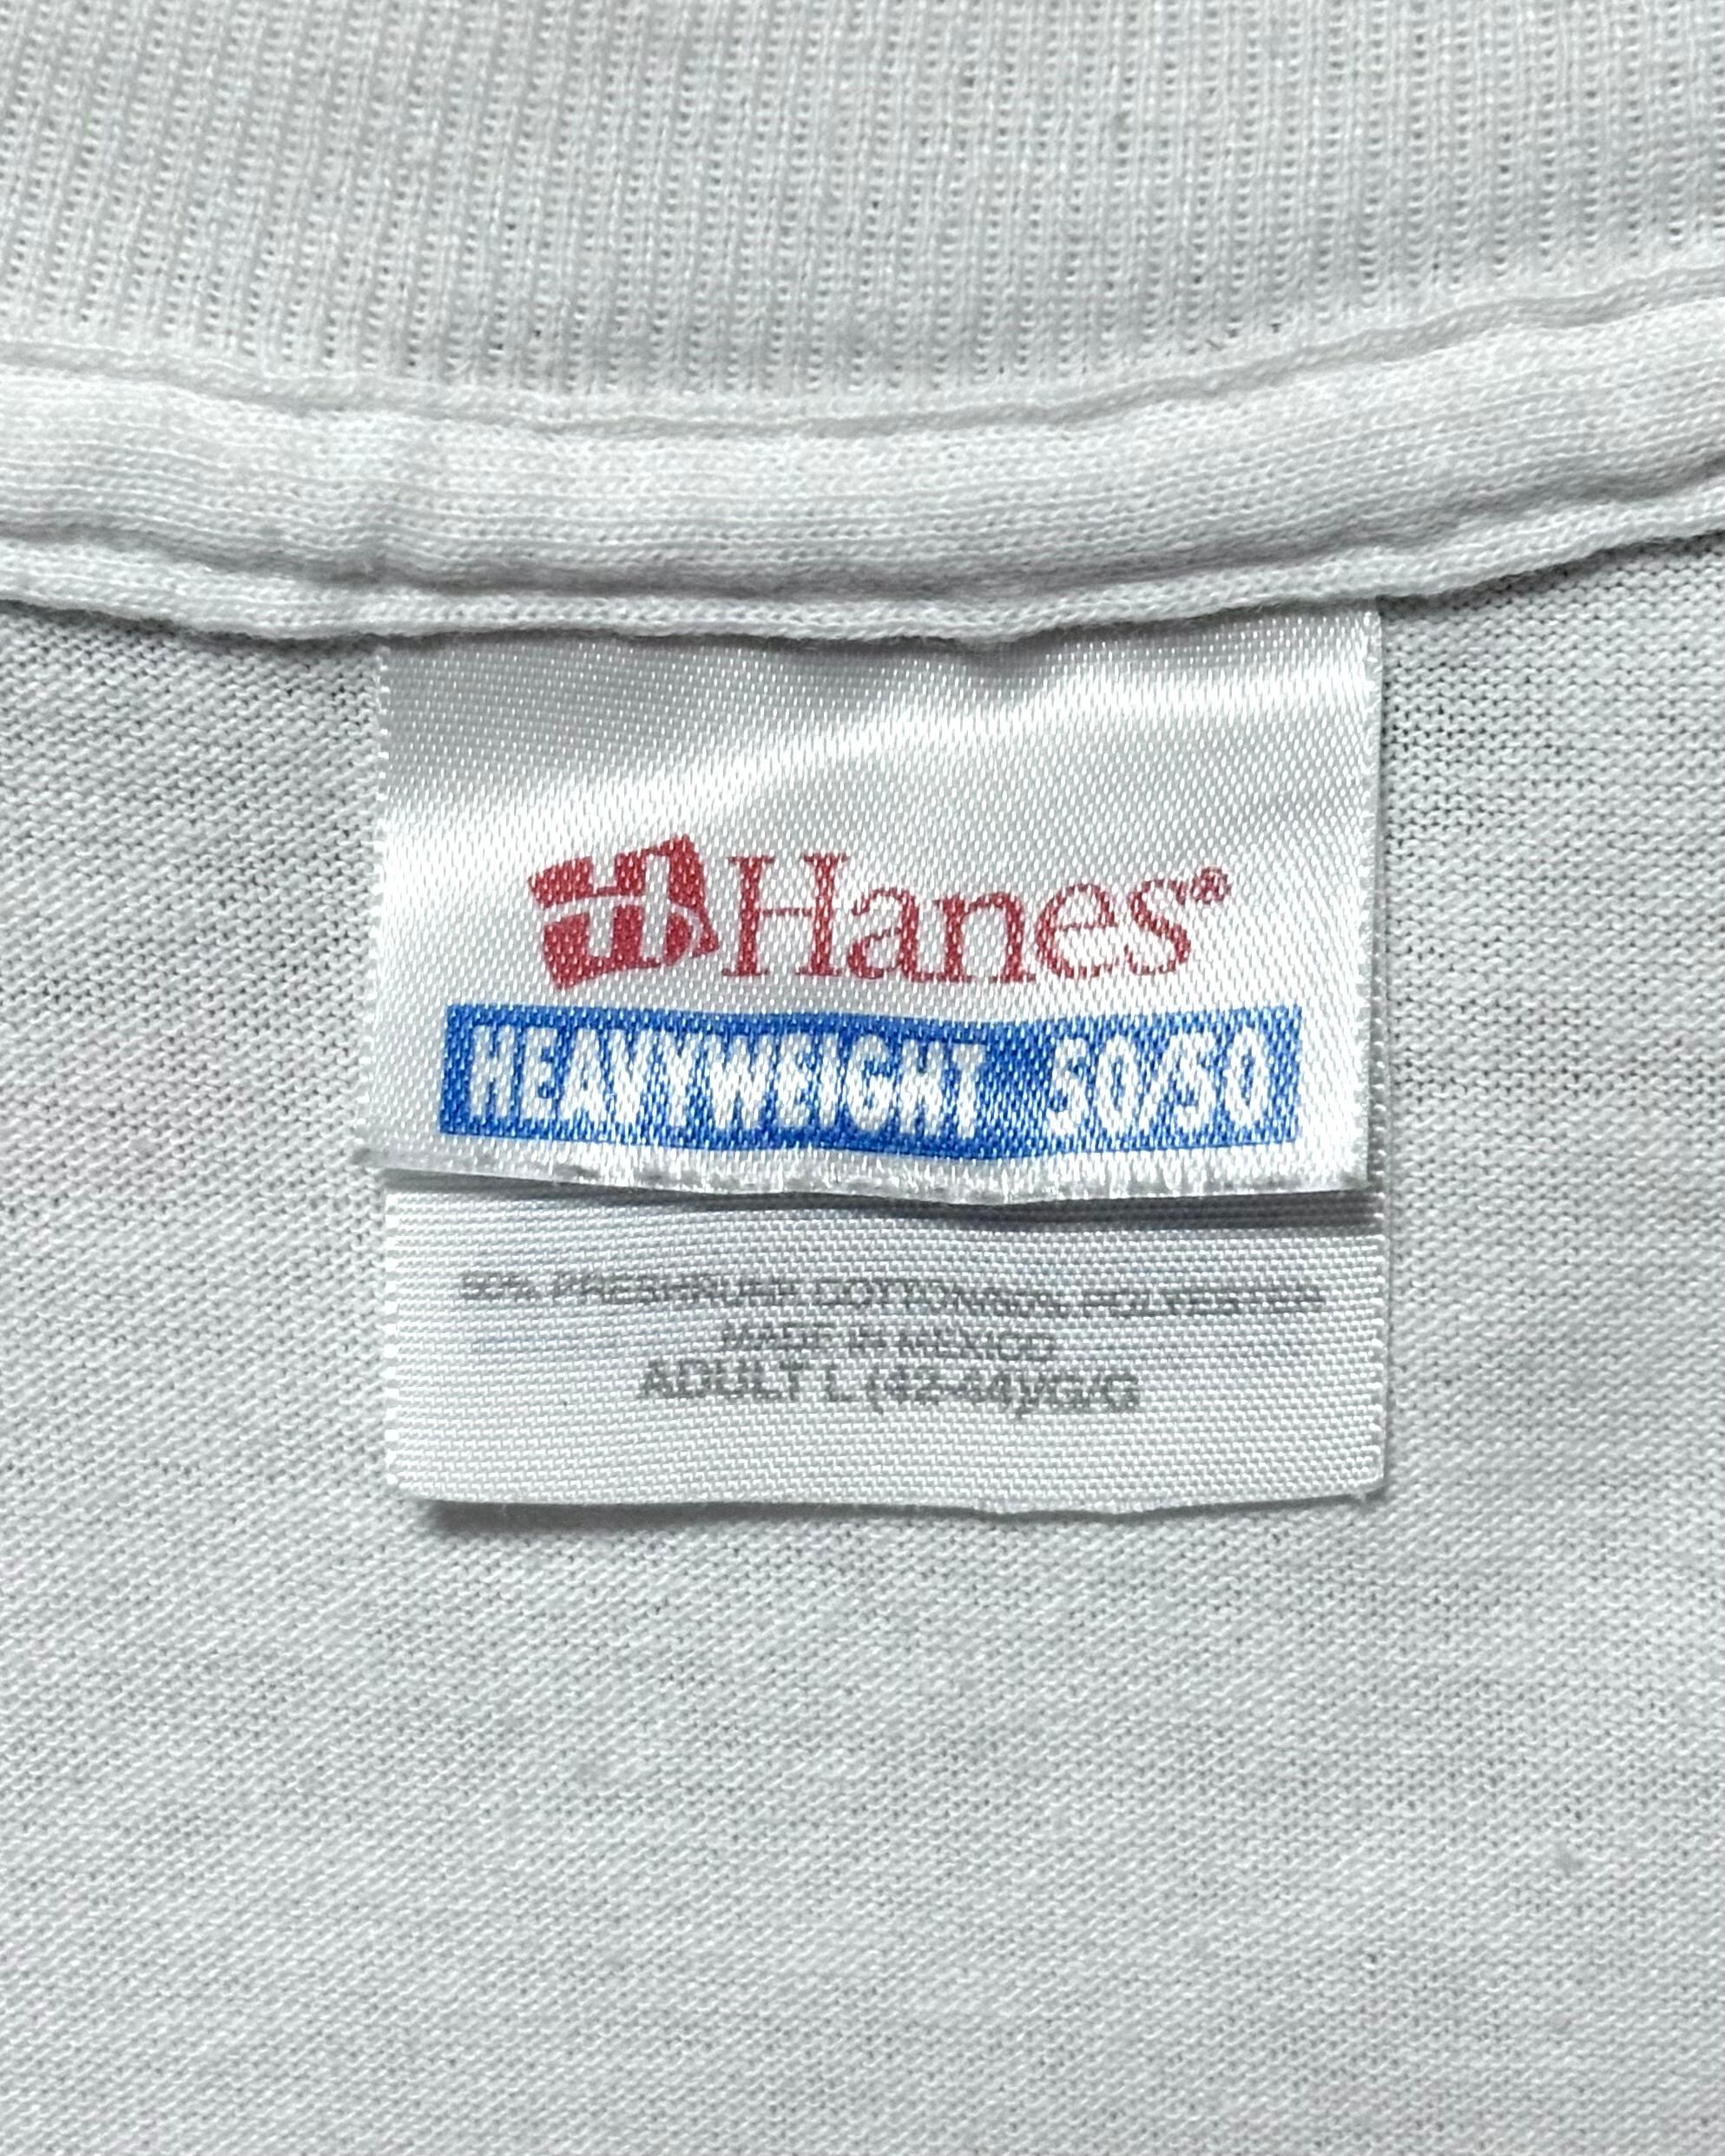 Hanes®
HEAVYWEIGHT 50/50
50% PRESHRUNK COTTON/50% POLYESTER
MADE IN MEXICO
ADULT L (42-44)/G/G